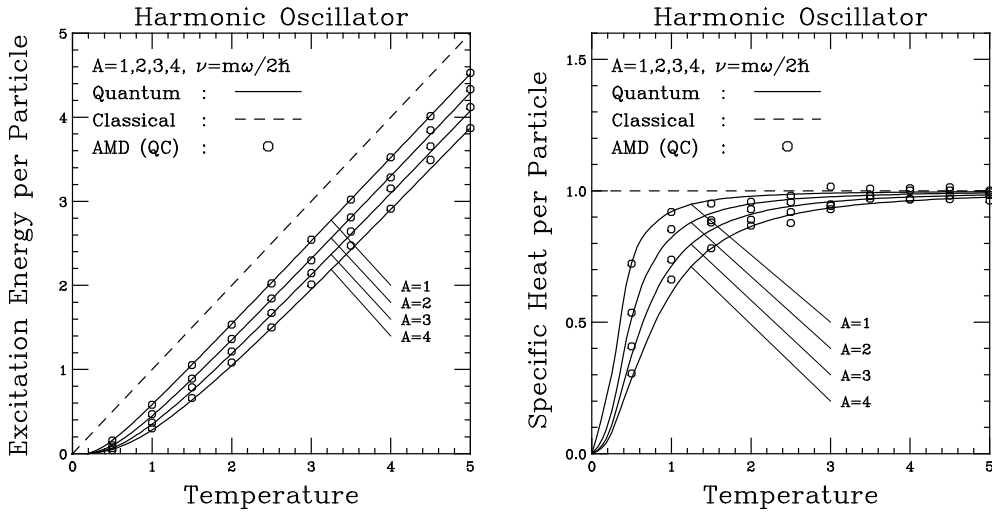 Harmonic Oscillator
Excitation Energy per Particle
5
4
3
2
1
0
A=1,2,3,4, ν=mω/2ħ
Quantum :
Classical :
AMD (QC) :
A=1
A=2
A=3
A=4
0 1 2 3 4 5
Temperature
Harmonic Oscillator
Specific Heat per Particle
1.5
1.0
0.5
0.0
A=1,2,3,4, ν=mω/2ħ
Quantum :
Classical :
AMD (QC) :
A=1
A=2
A=3
A=4
0 1 2 3 4 5
Temperature